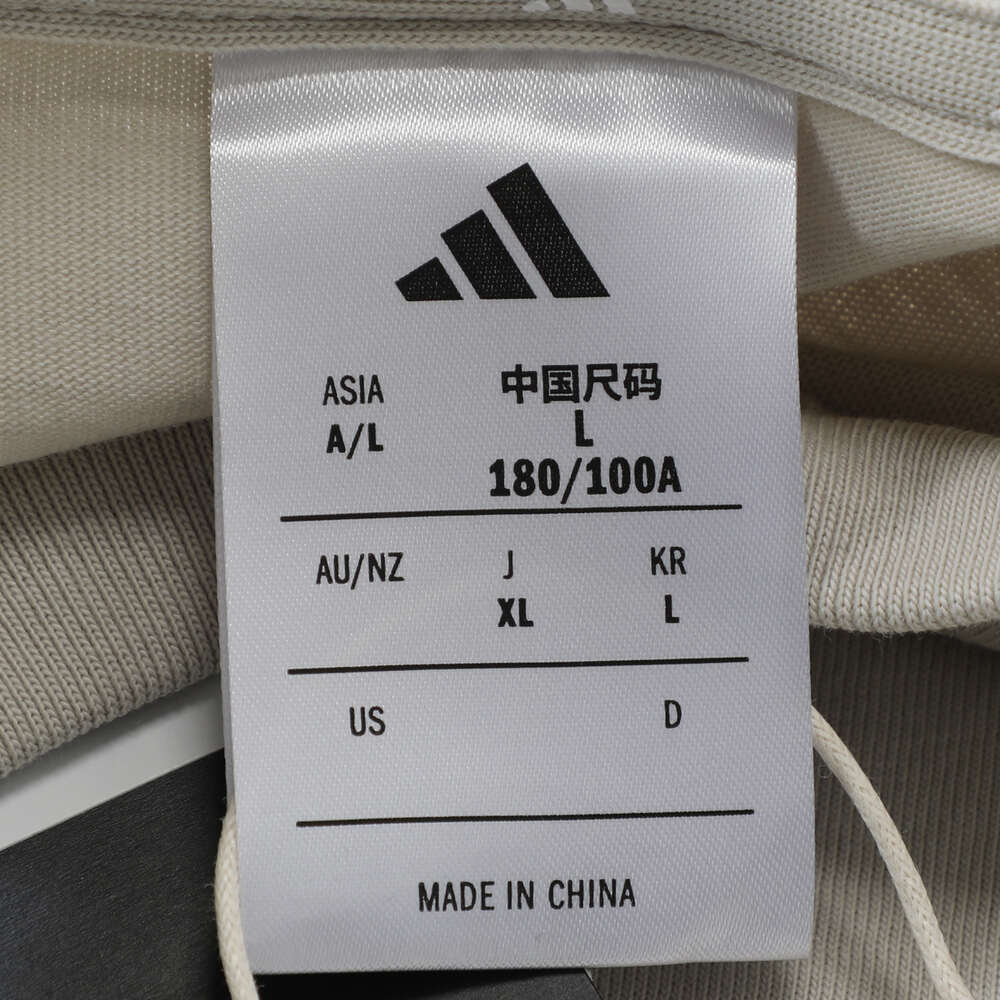 ASIA 中国尺码
A/L L
180/100A
AU/NZ J KR
XL L
US D
MADE IN CHINA